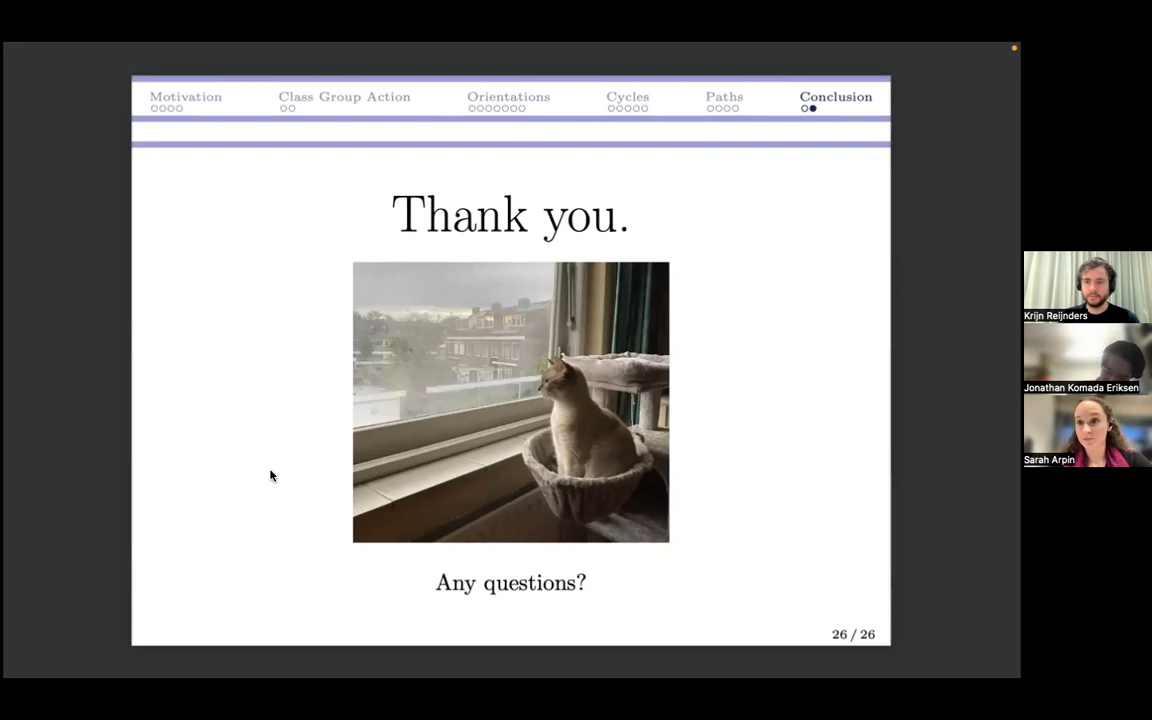 Motivation Class Group Action Orientations Cycles Paths Conclusion
Thank you.
Any questions?
26 / 26
Krijn Reijnders
Jonathan Komada Eriksen
Sarah Arpin